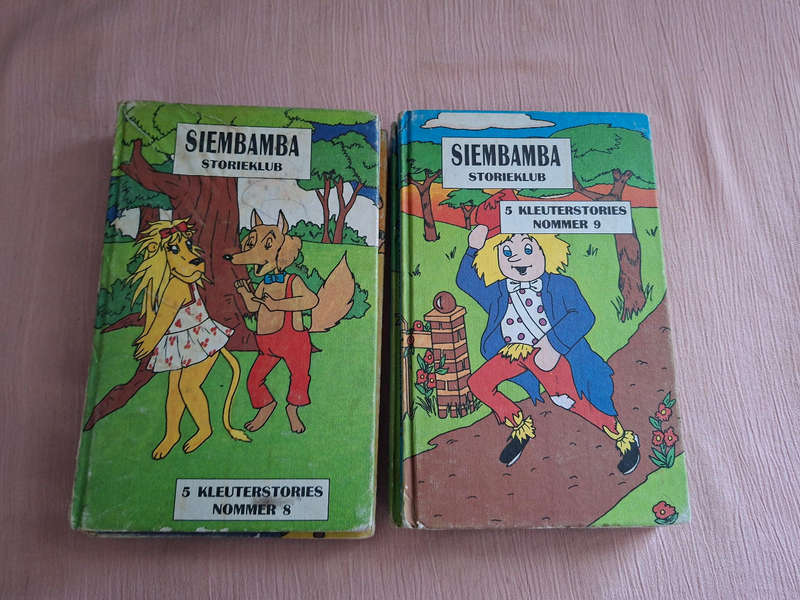 SIEMBAMBA
STORIEKLUB
5 KLEUTERSTORIES
NOMMER 8
SIEMBAMBA
STORIEKLUB
5 KLEUTERSTORIES
NOMMER 9